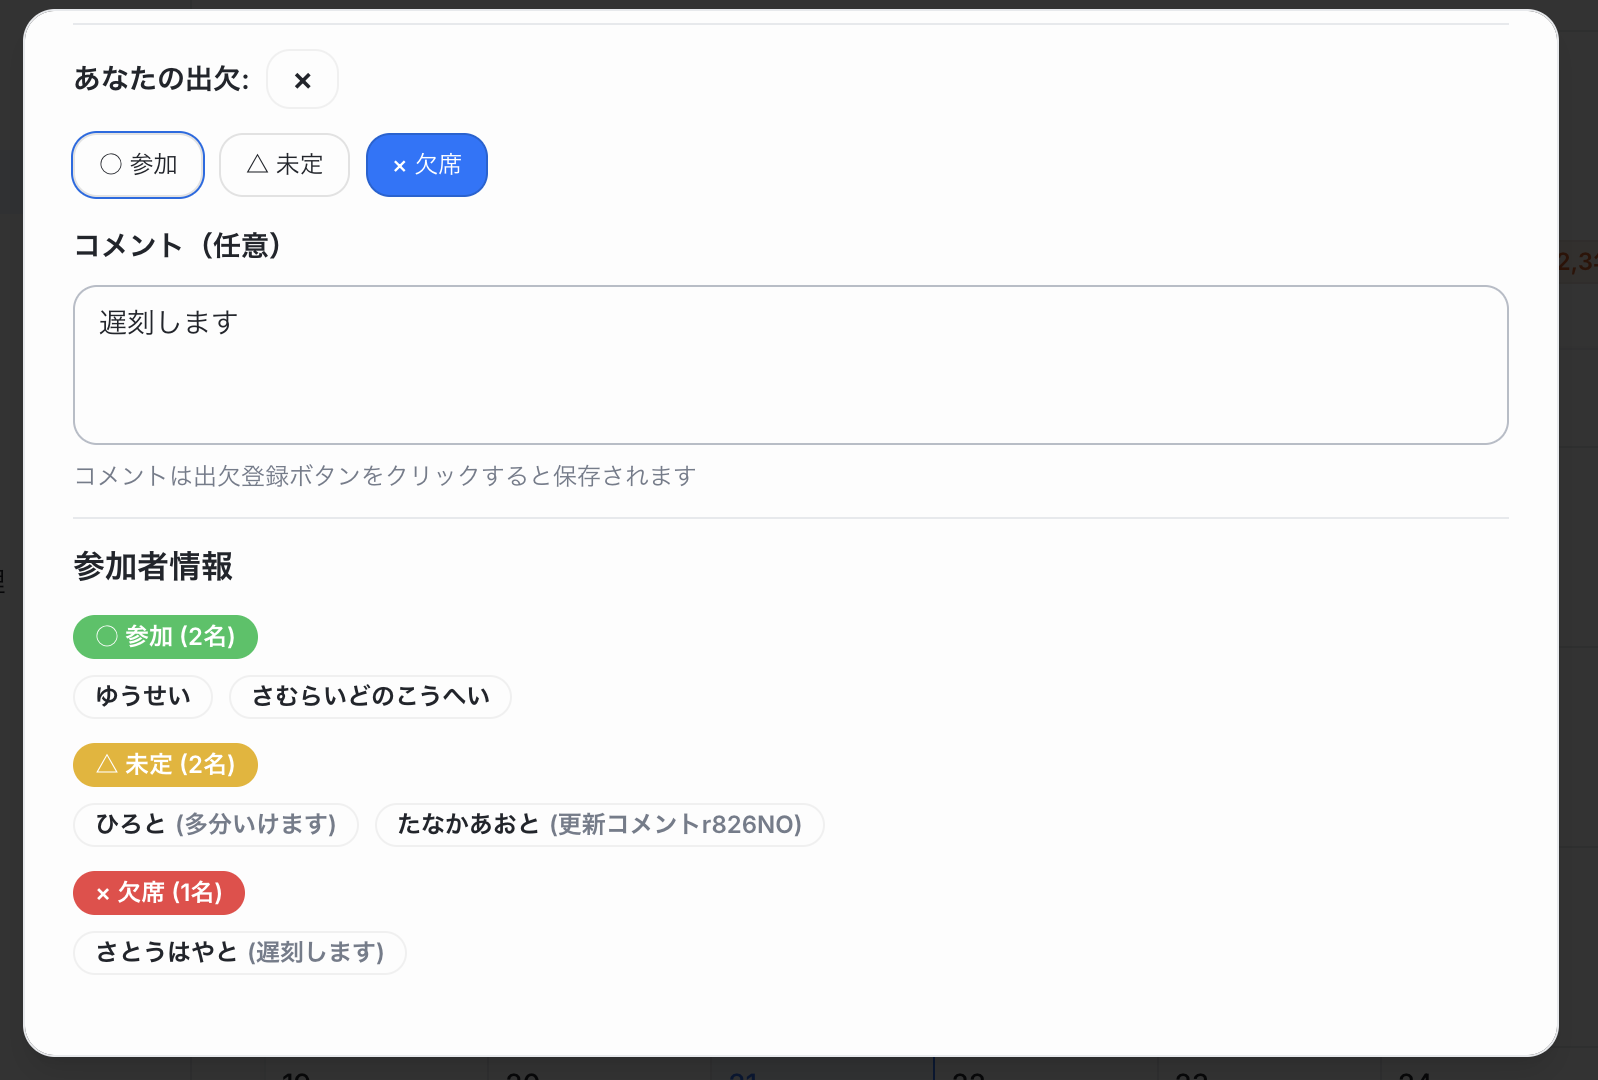 あなたの出欠: ×
○ 参加 △ 未定 × 欠席
コメント（任意）
遅刻します
コメントは出欠登録ボタンをクリックすると保存されます
参加者情報
○ 参加 (2名)
ゆうせい さむらいどのこうへい
△ 未定 (2名)
ひろと (多分いけます) たなかあおと (更新コメントr826NO)
× 欠席 (1名)
さとうはやと (遅刻します)